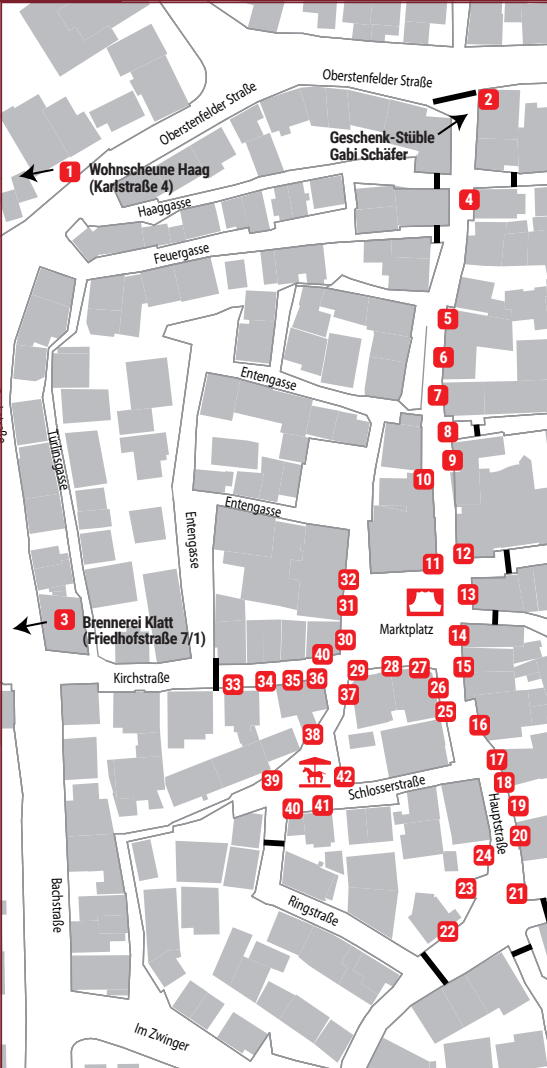 Oberstenfelder Straße
2
Oberstenfelder Straße
Geschenk-Stüble
Gabi Schäfer
1
Wohnscheune Haag
(Karlstraße 4)
4
Haaggasse
Feuergasse
5
6
Entengasse
7
8
Türlinsgasse
9
10
Entengasse
Entengasse
11
12
32
13
31
3
Brennerei Klatt
(Friedhofstraße 7/1)
Marktplatz
14
30
40
29
28
27
15
Kirchstraße
33
34
35
36
37
26
25
16
38
17
39
42
18
Schlosserstraße
40
41
19
Hauptstraße
20
24
23
21
Bachstraße
Ringstraße
22
Im Zwinger